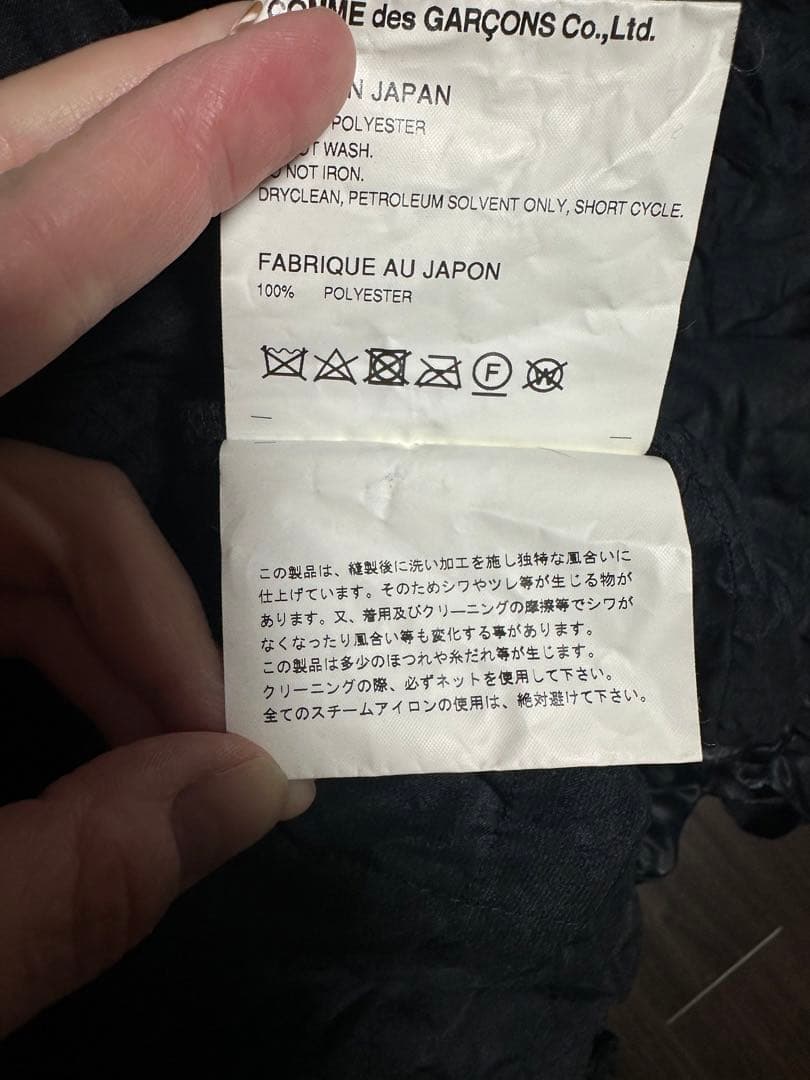 COMME des GARÇONS Co.,Ltd.
IN JAPAN
POLYESTER
NOT WASH.
DO NOT IRON.
DRYCLEAN, PETROLEUM SOLVENT ONLY, SHORT CYCLE.
FABRIQUE AU JAPON
100% POLYESTER
F
W
この製品は、縫製後に洗い加工を施し独特な風合いに
仕上げています。そのためシワやツレ等が生じる物が
あります。又、着用及びクリーニングの摩擦等でシワが
なくなったり風合い等も変化する事があります。
この製品は多少のほつれや糸だれ等が生じます。
クリーニングの際、必ずネットを使用して下さい。
全てのスチームアイロンの使用は、絶対避けて下さい。